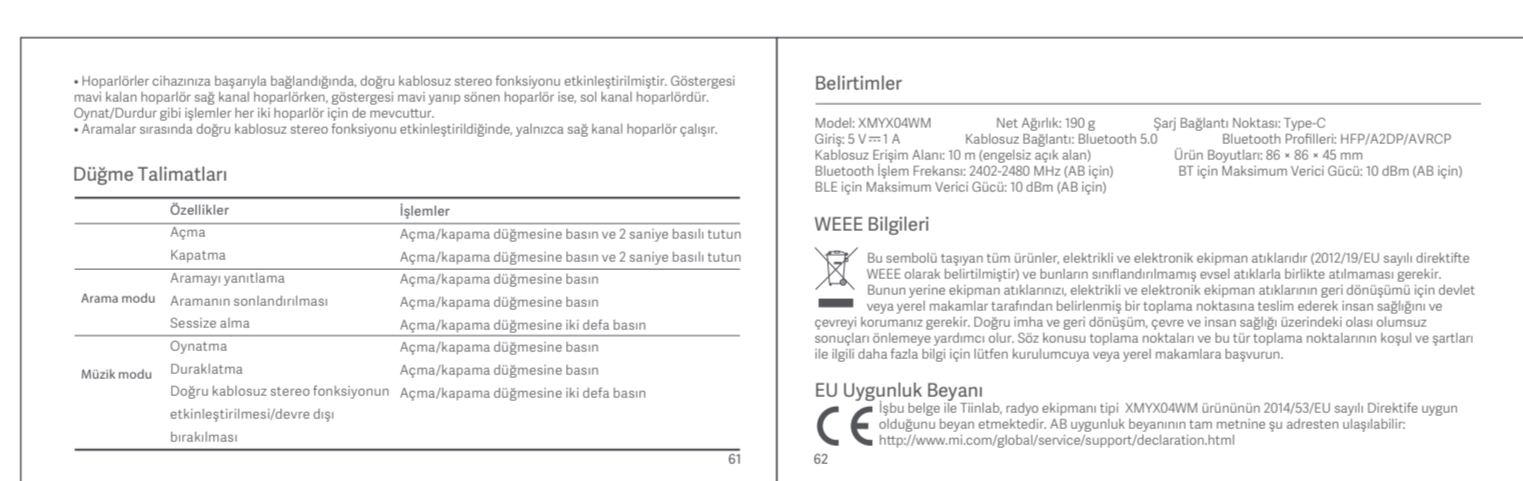 • Hoparlörler cihazınıza başarıyla bağlandığında, doğru kablosuz stereo fonksiyonu etkinleştirilmiştir. Göstergesi
mavi kalan hoparlör sağ kanal hoparlörken, göstergesi mavi yanıp sönen hoparlör ise, sol kanal hoparlördür.
Oynat/Durdur gibi işlemler her iki hoparlör için de mevcuttur.
• Aramalar sırasında doğru kablosuz stereo fonksiyonu etkinleştirildiğinde, yalnızca sağ kanal hoparlör çalışır.
Düğme Talimatları
Özellikler İşlemler
Açma Açma/kapama düğmesine basın ve 2 saniye basılı tutun
Kapatma Açma/kapama düğmesine basın ve 2 saniye basılı tutun
Aramayı yanıtlama Açma/kapama düğmesine basın
Arama modu Aramanın sonlandırılması Açma/kapama düğmesine basın
Sessize alma Açma/kapama düğmesine iki defa basın
Oynatma Açma/kapama düğmesine basın
Müzik modu Duraklatma Açma/kapama düğmesine basın
Doğru kablosuz stereo fonksiyonun Açma/kapama düğmesine iki defa basın
etkinleştirilmesi/devre dışı
bırakılması
61
Belirtimler
Model: XMYX04WM Net Ağırlık: 190 g Şarj Bağlantı Noktası: Type-C
Giriş: 5 V⎓1 A Kablosuz Bağlantı: Bluetooth 5.0 Bluetooth Profilleri: HFP/A2DP/AVRCP
Kablosuz Erişim Alanı: 10 m (engelsiz açık alan) Ürün Boyutları: 86 × 86 × 45 mm
Bluetooth İşlem Frekansı: 2402-2480 MHz (AB için) BT için Maksimum Verici Gücü: 10 dBm (AB için)
BLE için Maksimum Verici Gücü: 10 dBm (AB için)
WEEE Bilgileri
Bu sembolü taşıyan tüm ürünler, elektrikli ve elektronik ekipman atıklarıdır (2012/19/EU sayılı direktifte
WEEE olarak belirtilmiştir) ve bunların sınıflandırılmamış evsel atıklarla birlikte atılmaması gerekir.
Bunun yerine ekipman atıklarınızı, elektrikli ve elektronik ekipman atıklarının geri dönüşümü için devlet
veya yerel makamlar tarafından belirlenmiş bir toplama noktasına teslim ederek insan sağlığını ve
çevreyi korumanız gerekir. Doğru imha ve geri dönüşüm, çevre ve insan sağlığı üzerindeki olası olumsuz
sonuçları önlemeye yardımcı olur. Söz konusu toplama noktaları ve bu tür toplama noktalarının koşul ve şartları
ile ilgili daha fazla bilgi için lütfen kurulumcuya veya yerel makamlara başvurun.
EU Uygunluk Beyanı
CE İşbu belge ile Tiinlab, radyo ekipmanı tipi XMYX04WM ürününün 2014/53/EU sayılı Direktife uygun
olduğunu beyan etmektedir. AB uygunluk beyanının tam metnine şu adresten ulaşılabilir:
http://www.mi.com/global/service/support/declaration.html
62